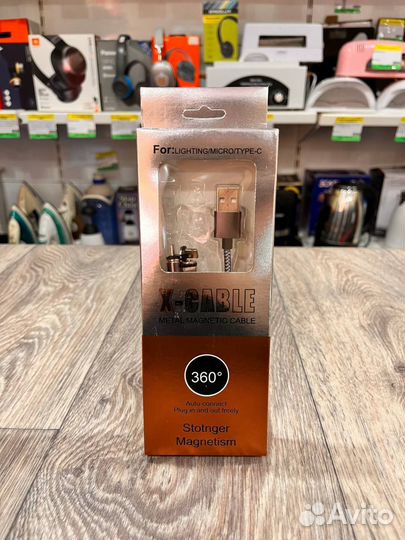 JBL
For:LIGHTING/MICRO/TYPE-C
X-CABLE
METAL MAGNETIC CABLE
360°
Auto-connect
Plug in and out freely
Stotnger
Magnetism
Avito